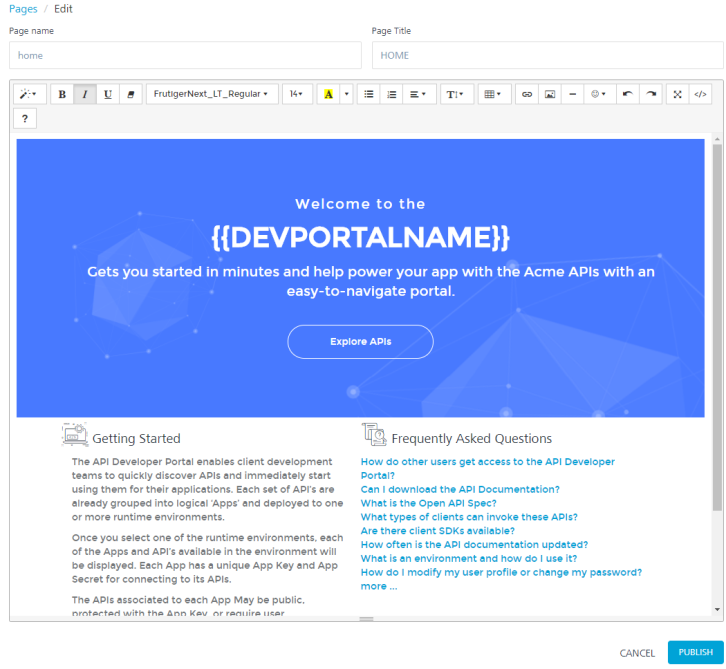 Pages / Edit
Page name
Page Title
home
HOME
B I U FrutigerNext_LT_Regular 14 A T </>
?
Welcome to the
{{DEVPORTALNAME}}
Gets you started in minutes and help power your app with the Acme APIs with an
easy-to-navigate portal.
Explore APIs
Getting Started
The API Developer Portal enables client development
teams to quickly discover APIs and immediately start
using them for their applications. Each set of API's are
already grouped into logical 'Apps' and deployed to one
or more runtime environments.
Once you select one of the runtime environments, each
of the Apps and API's available in the environment will
be displayed. Each App has a unique App Key and App
Secret for connecting to its APIs.
The APIs associated to each App May be public,
protected with the App Key, or require user
Frequently Asked Questions
How do other users get access to the API Developer
Portal?
Can I download the API Documentation?
What is the Open API Spec?
What types of clients can invoke these APIs?
Are there client SDKs available?
How often is the API documentation updated?
What is an environment and how do I use it?
How do I modify my user profile or change my password?
more ...
CANCEL
PUBLISH